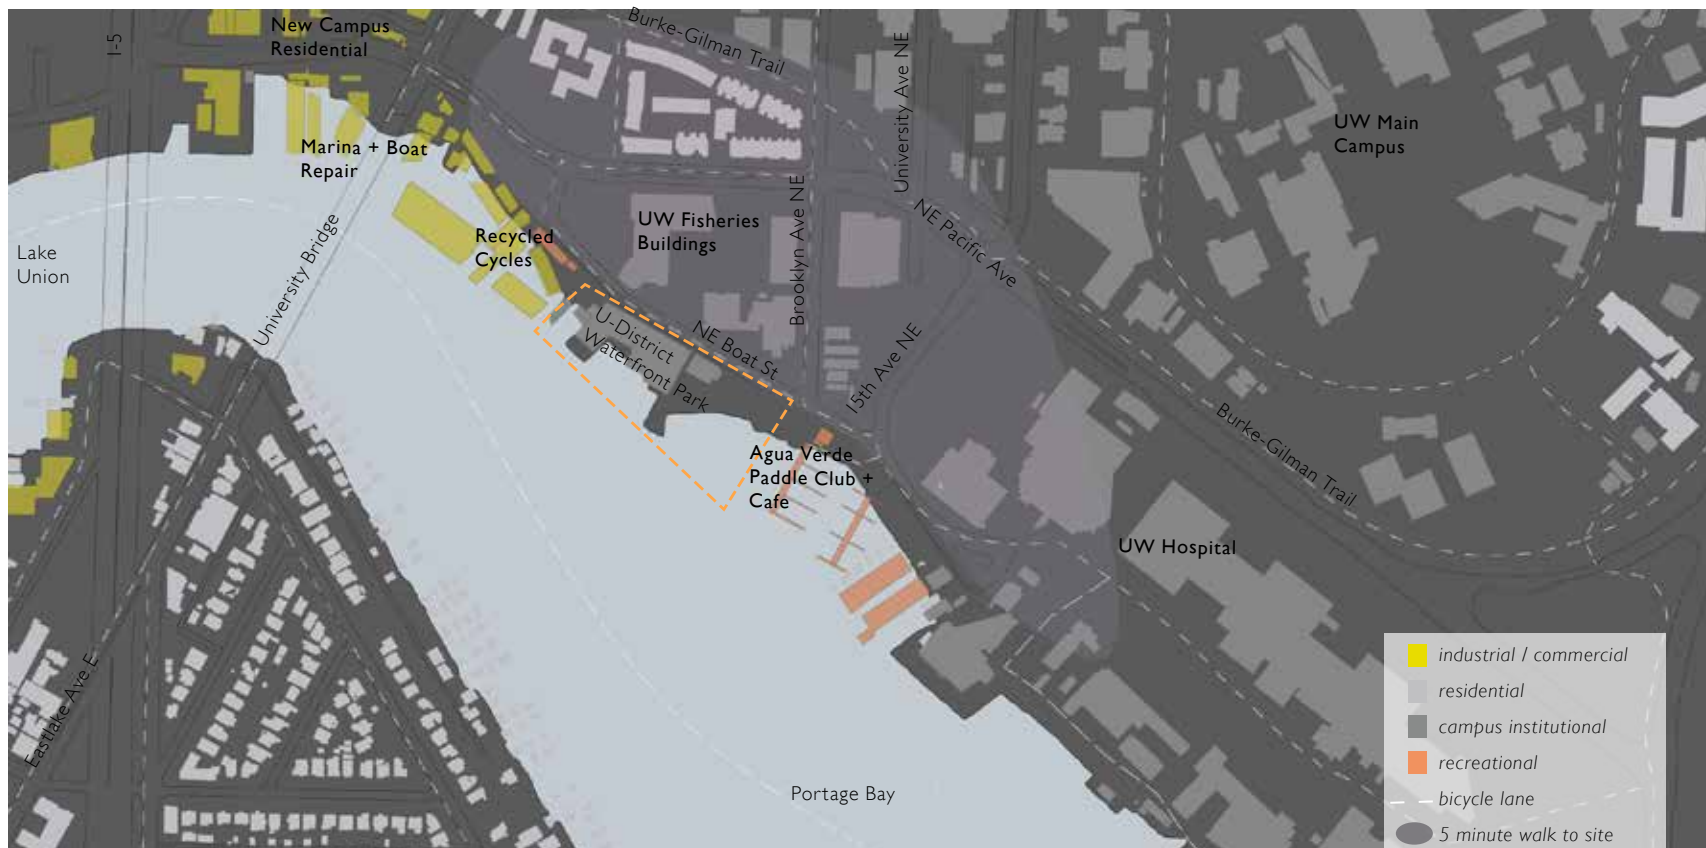 New Campus
Residential
I-5
Burke-Gilman Trail
University Ave NE
UW Main
Campus
Marina + Boat
Repair
University Bridge
Lake
Union
Recycled
Cycles
UW Fisheries
Buildings
Brooklyn Ave NE
NE Pacific Ave
U-District
Waterfront Park
NE Boat St
15th Ave NE
Agua Verde
Paddle Club +
Cafe
Burke-Gilman Trail
UW Hospital
Eastlake Ave E
Portage Bay
industrial / commercial
residential
campus institutional
recreational
bicycle lane
5 minute walk to site